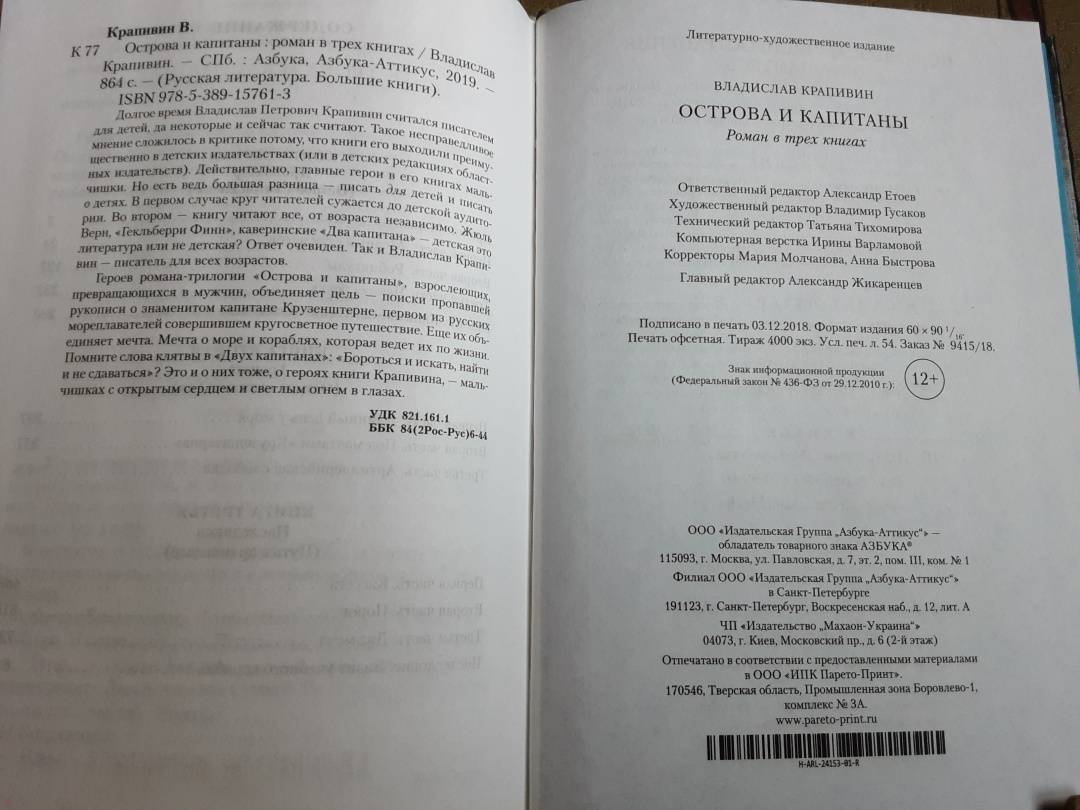 Крапивин В.
К 77 Острова и капитаны : роман в трех книгах / Владислав
Крапивин. — СПб. : Азбука, Азбука-Аттикус, 2019. —
864 с. — (Русская литература. Большие книги).
ISBN 978-5-389-15761-3
Долгое время Владислав Петрович Крапивин считался писателем
для детей, да некоторые и сейчас так считают. Такое несправедливое
мнение сложилось в критике потому, что книги его выходили преиму-
щественно в детских издательствах (или в детских редакциях област-
ных издательств). Действительно, главные герои в его книгах маль-
чишки. Но есть ведь большая разница — писать для детей и писать
о детях. В первом случае круг читателей сужается до детской аудито-
рии. Во втором — книгу читают все, от возраста независимо. Жюль
Верн, «Гекльберри Финн», каверинские «Два капитана» — детская это
литература или не детская? Ответ очевиден. Так и Владислав Крапи-
вин — писатель для всех возрастов.
Героев романа-трилогии «Острова и капитаны», взрослеющих,
превращающихся в мужчин, объединяет цель — поиски пропавшей
рукописи о знаменитом капитане Крузенштерне, первом из русских
мореплавателей совершившем кругосветное путешествие. Еще их объ-
единяет мечта. Мечта о море и кораблях, которая ведет их по жизни.
Помните слова клятвы в «Двух капитанах»: «Бороться и искать, найти
и не сдаваться»? Это и о них тоже, о героях книги Крапивина, — маль-
чишках с открытым сердцем и светлым огнем в глазах.
УДК 821.161.1
ББК 84(2Рос-Рус)6-44
Литературно-художественное издание
ВЛАДИСЛАВ КРАПИВИН
ОСТРОВА И КАПИТАНЫ
Роман в трех книгах
Ответственный редактор Александр Етоев
Художественный редактор Владимир Гусаков
Технический редактор Татьяна Тихомирова
Компьютерная верстка Ирины Варламовой
Корректоры Мария Молчанова, Анна Быстрова
Главный редактор Александр Жикаренцев
Подписано в печать 03.12.2018. Формат издания 60 × 90 1/16.
Печать офсетная. Тираж 4000 экз. Усл. печ. л. 54. Заказ № 9415/18.
Знак информационной продукции
(Федеральный закон № 436-ФЗ от 29.12.2010 г.): 12+
ООО «Издательская Группа „Азбука-Аттикус“» —
обладатель товарного знака АЗБУКА®
115093, г. Москва, ул. Павловская, д. 7, эт. 2, пом. III, ком. № 1
Филиал ООО «Издательская Группа „Азбука-Аттикус“»
в Санкт-Петербурге
191123, г. Санкт-Петербург, Воскресенская наб., д. 12, лит. А
ЧП «Издательство „Махаон-Украина“»
04073, г. Киев, Московский пр., д. 6 (2-й этаж)
Отпечатано в соответствии с предоставленными материалами
в ООО «ИПК Парето-Принт».
170546, Тверская область, Промышленная зона Боровлево-1,
комплекс № 3А.
www.pareto-print.ru
H-ARL-24153-01-R